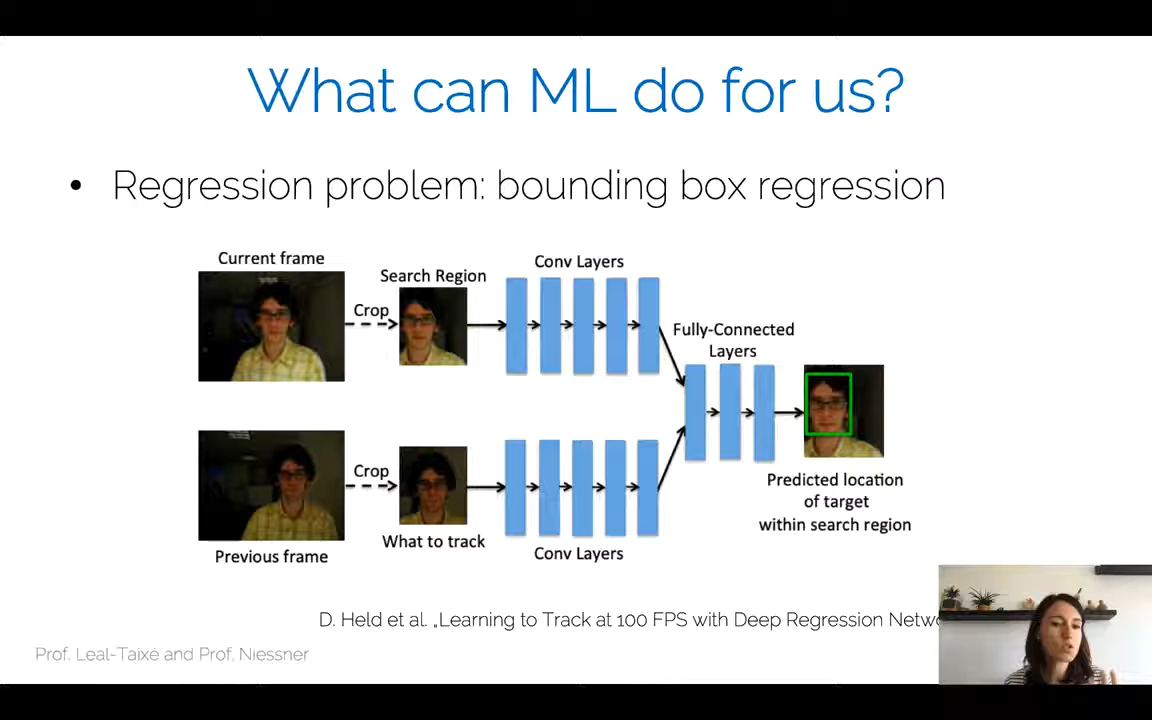 What can ML do for us?
• Regression problem: bounding box regression
Current frame
Search Region
Crop
Conv Layers
Fully-Connected
Layers
Crop
Previous frame
What to track
Conv Layers
Predicted location
of target
within search region
D. Held et al. „Learning to Track at 100 FPS with Deep Regression
Prof. Leal-Taixé and Prof. Niessner